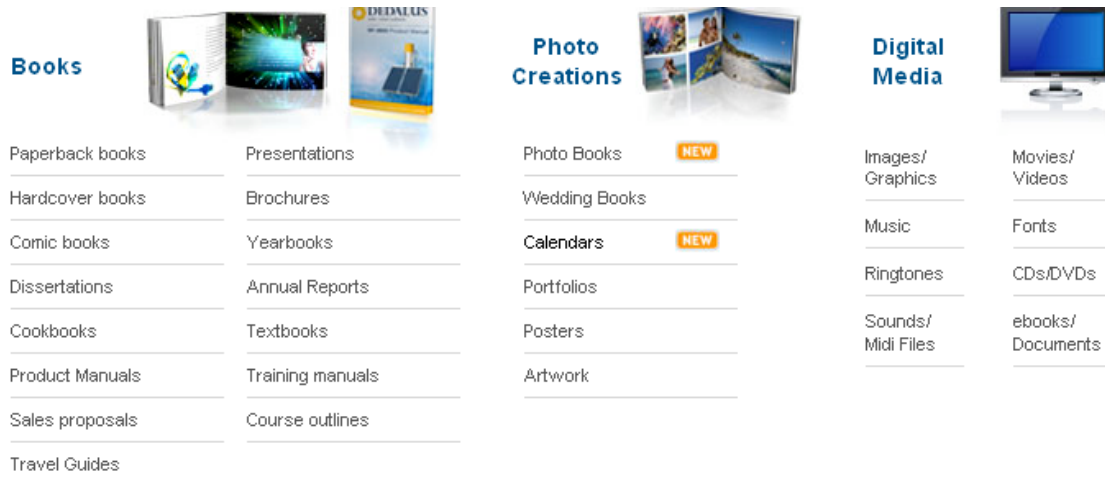 Books
DEDALUS
Paperback books
Hardcover books
Comic books
Dissertations
Cookbooks
Product Manuals
Sales proposals
Travel Guides
Presentations
Brochures
Yearbooks
Annual Reports
Textbooks
Training manuals
Course outlines
Photo
Creations
Photo Books NEW
Wedding Books
Calendars NEW
Portfolios
Posters
Artwork
Digital
Media
Images/
Graphics
Music
Ringtones
Sounds/
Midi Files
Movies/
Videos
Fonts
CDs/DVDs
ebooks/
Documents